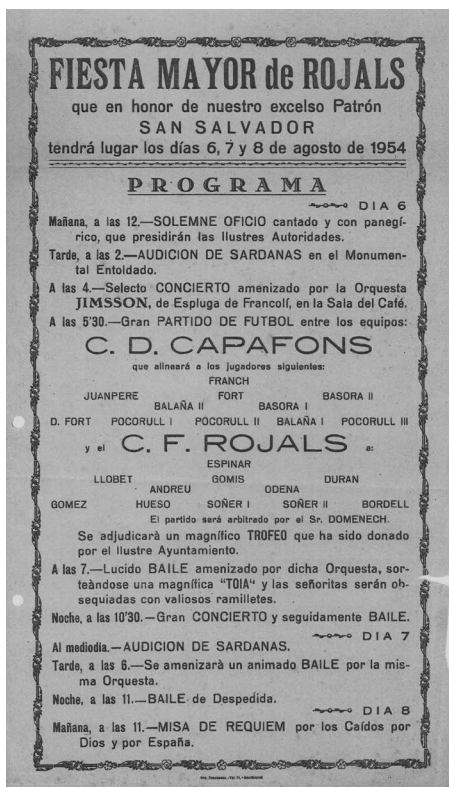 FIESTA MAYOR de ROJALS
que en honor de nuestro excelso Patrón
SAN SALVADOR
tendrá lugar los días 6, 7 y 8 de agosto de 1954
PROGRAMA
DIA 6
Mañana, a las 12.—SOLEMNE OFICIO cantado y con panegí-
rico, que presidirán las Ilustres Autoridades.
Tarde, a las 2.—AUDICION DE SARDANAS en el Monumen-
tal Entoldado.
A las 4.—Selecto CONCIERTO amenizado por la Orquesta
JIMSSON, de Espluga de Francolí, en la Sala del Café.
A las 5'30.—Gran PARTIDO DE FUTBOL entre los equipos:
C. D. CAPAFONS
que alineará a los jugadores siguientes:
FRANCH
JUANPERE FORT BASORA II
BALAÑA II BASORA I
D. FORT POCORULL I POCORULL II BALAÑA I POCORULL III
y el C. F. ROJALS a:
ESPINAR
LLOBET GOMIS DURAN
ANDREU ODENA
GOMEZ HUESO SOÑER I SOÑER II BORDELL
El partido será arbitrado por el Sr. DOMENECH.
Se adjudicarà un magnífico TROFEO que ha sido donado
por el Ilustre Ayuntamiento.
A las 7.—Lucido BAILE amenizado por dicha Orquesta, sor-
teàndose una magnífica "TOIA" y las señoritas serán ob-
sequiadas con valiosos ramilletes.
Noche, a las 10'30.—Gran CONCIERTO y seguidamente BAILE.
DIA 7
Al mediodía.—AUDICION DE SARDANAS.
Tarde, a las 6.—Se amenizarà un animado BAILE por la mis-
ma Orquesta.
Noche, a las 11.—BAILE de Despedida.
DIA 8
Mañana, a las 11.—MISA DE REQUIEM por los Caídos por
Dios y por España.